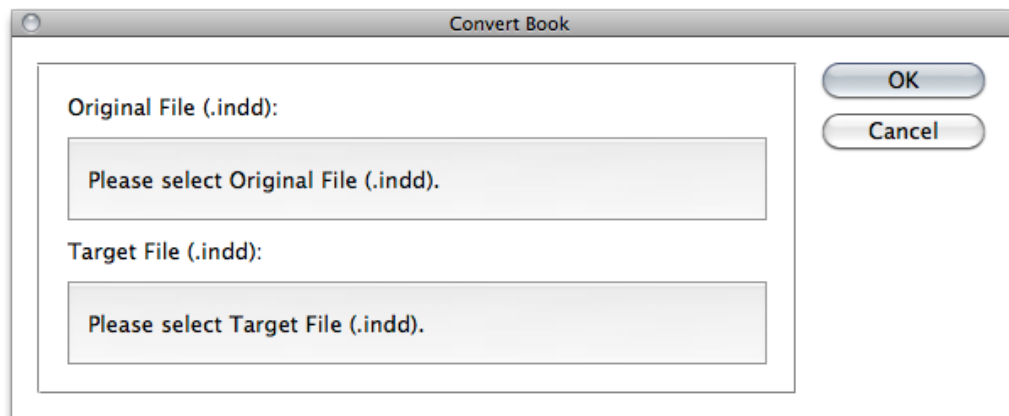 Convert Book
Original File (.indd):
Please select Original File (.indd).
Target File (.indd):
Please select Target File (.indd).
OK
Cancel